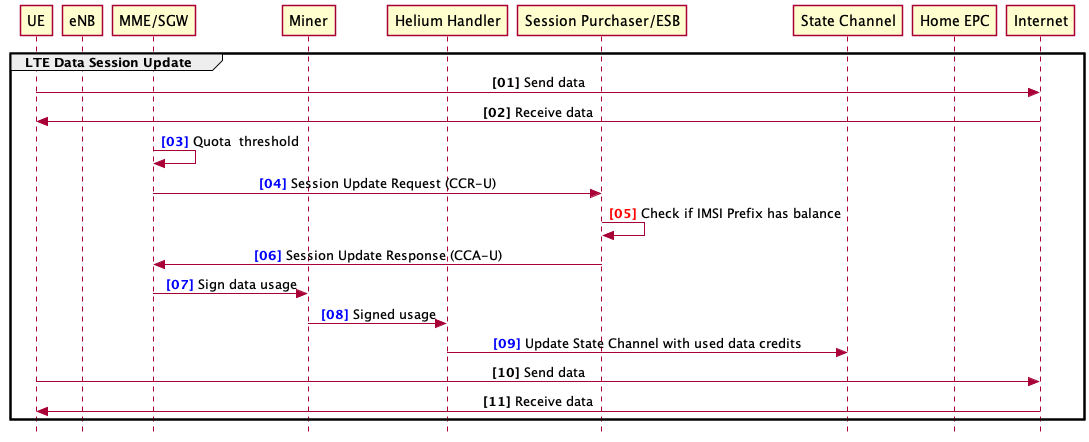 UE
eNB
MME/SGW
Miner
Helium Handler
Session Purchaser/ESB
State Channel
Home EPC
Internet
LTE Data Session Update
[01] Send data
[02] Receive data
[03] Quota  threshold
[04] Session Update Request (CCR-U)
[05] Check if IMSI Prefix has balance
[06] Session Update Response (CCA-U)
[07] Sign data usage
[08] Signed usage
[09] Update State Channel with used data credits
[10] Send data
[11] Receive data